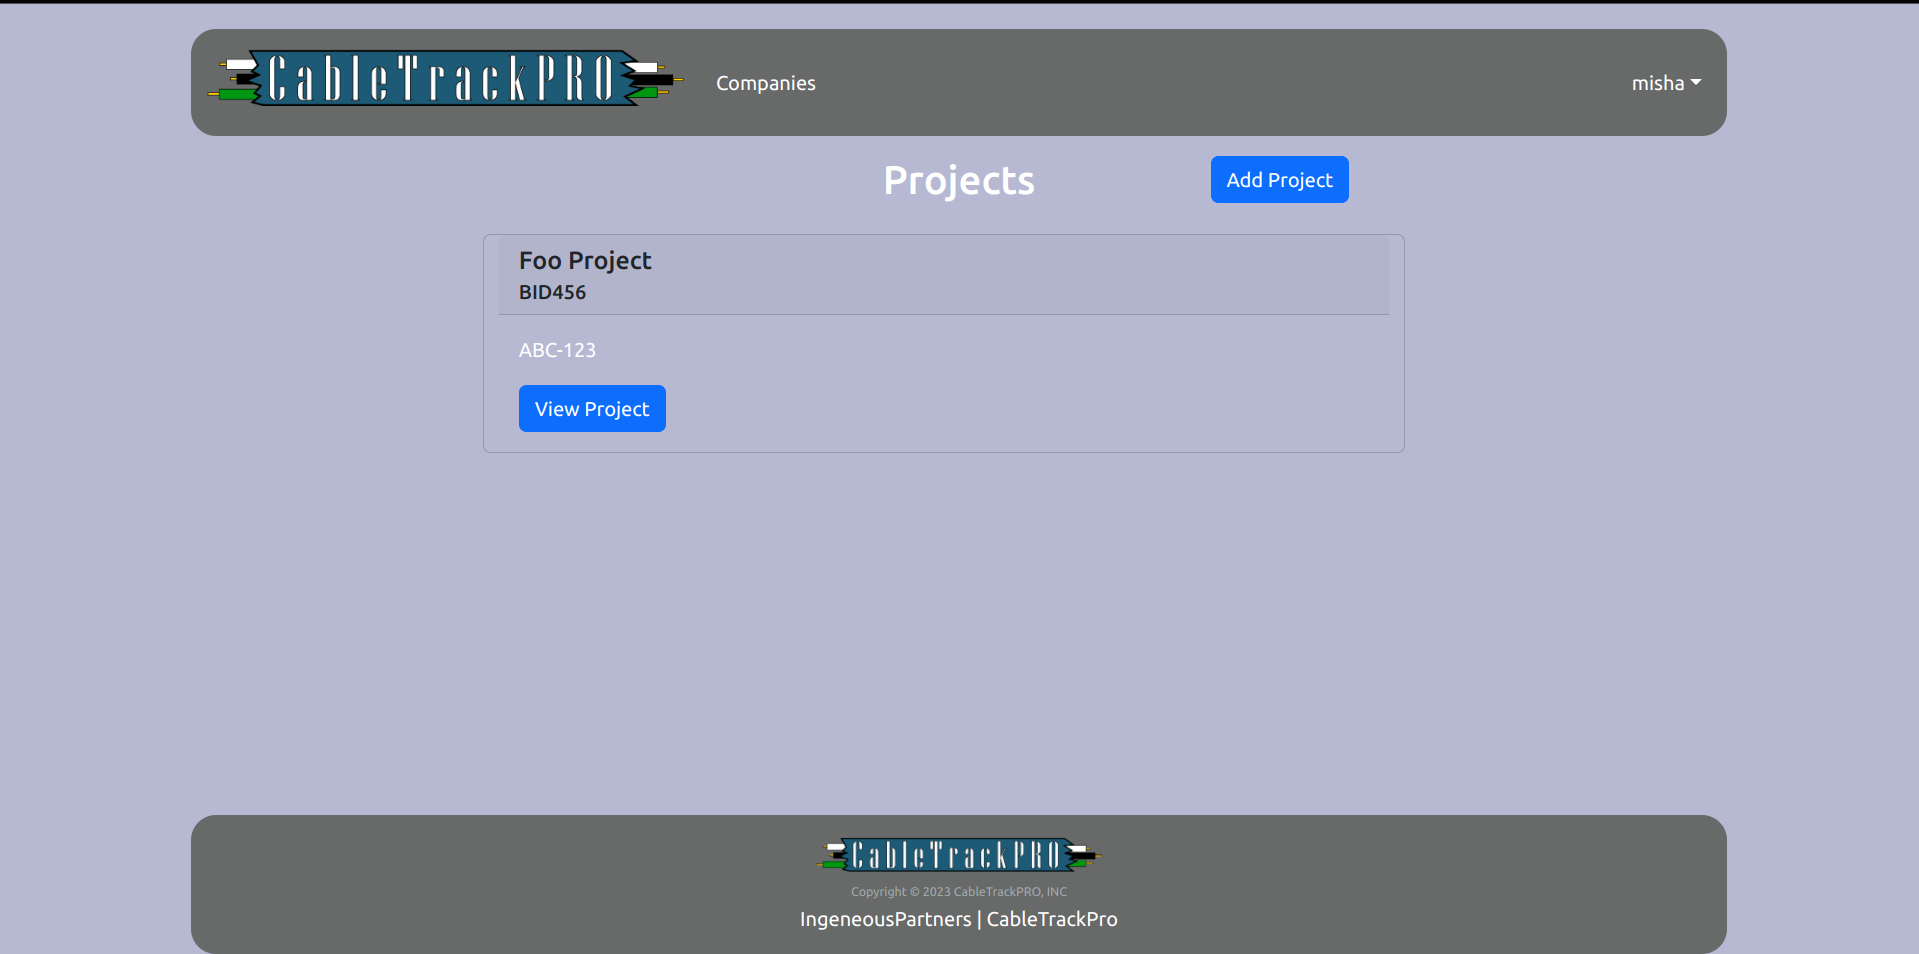 CableTrackPRO Companies misha
Projects Add Project
Foo Project
BID456
ABC-123
View Project
CableTrackPRO
Copyright © 2023 CableTrackPRO, INC
IngeneousPartners | CableTrackPro